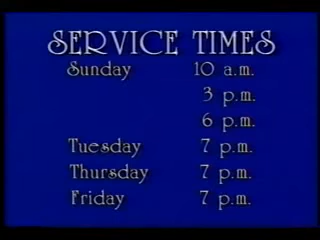 SERVICE TIMES
Sunday 10 a.m.
3 p.m.
6 p.m.
Tuesday 7 p.m.
Thursday 7 p.m.
Friday 7 p.m.